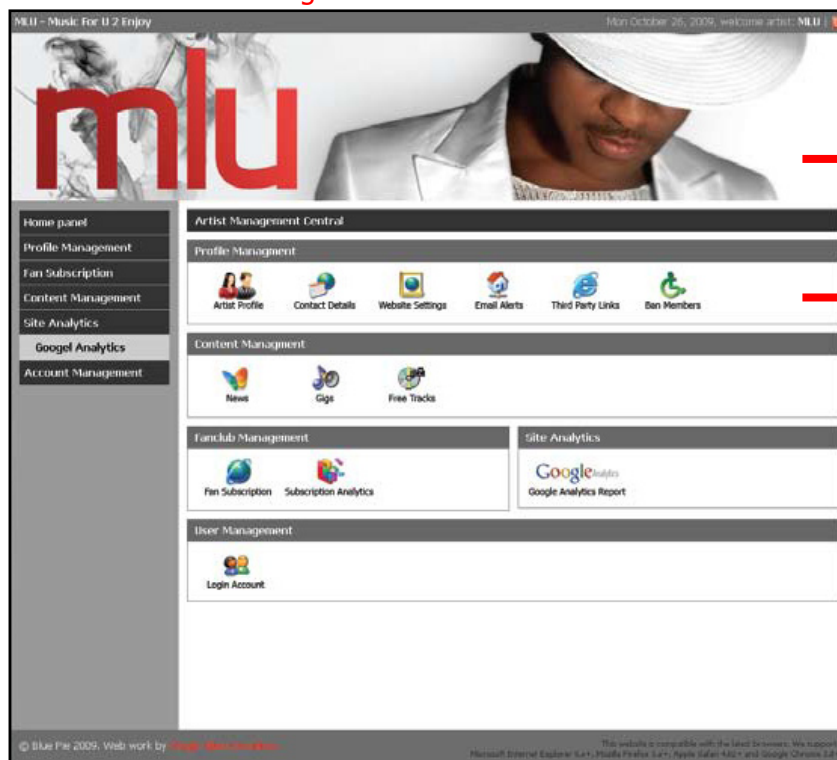 MLU - Music For U 2 Enjoy
Mon October 26, 2009, welcome artist: MLU |
mlu
Home panel
Profile Management
Fan Subscription
Content Management
Site Analytics
Googel Analytics
Account Management
Artist Management Central
Profile Managment
Artist Profile
Contact Details
Website Settings
Email Alerts
Third Party Links
Ban Members
Content Managment
News
Gigs
Free Tracks
Fanclub Management
Fan Subscription
Subscription Analytics
Site Analytics
Google Analytics
Google Analytics Report
User Management
Login Account
© Blue Pie 2009. Web work by
This website is compatible with the latest browsers. We support
Microsoft Internet Explorer